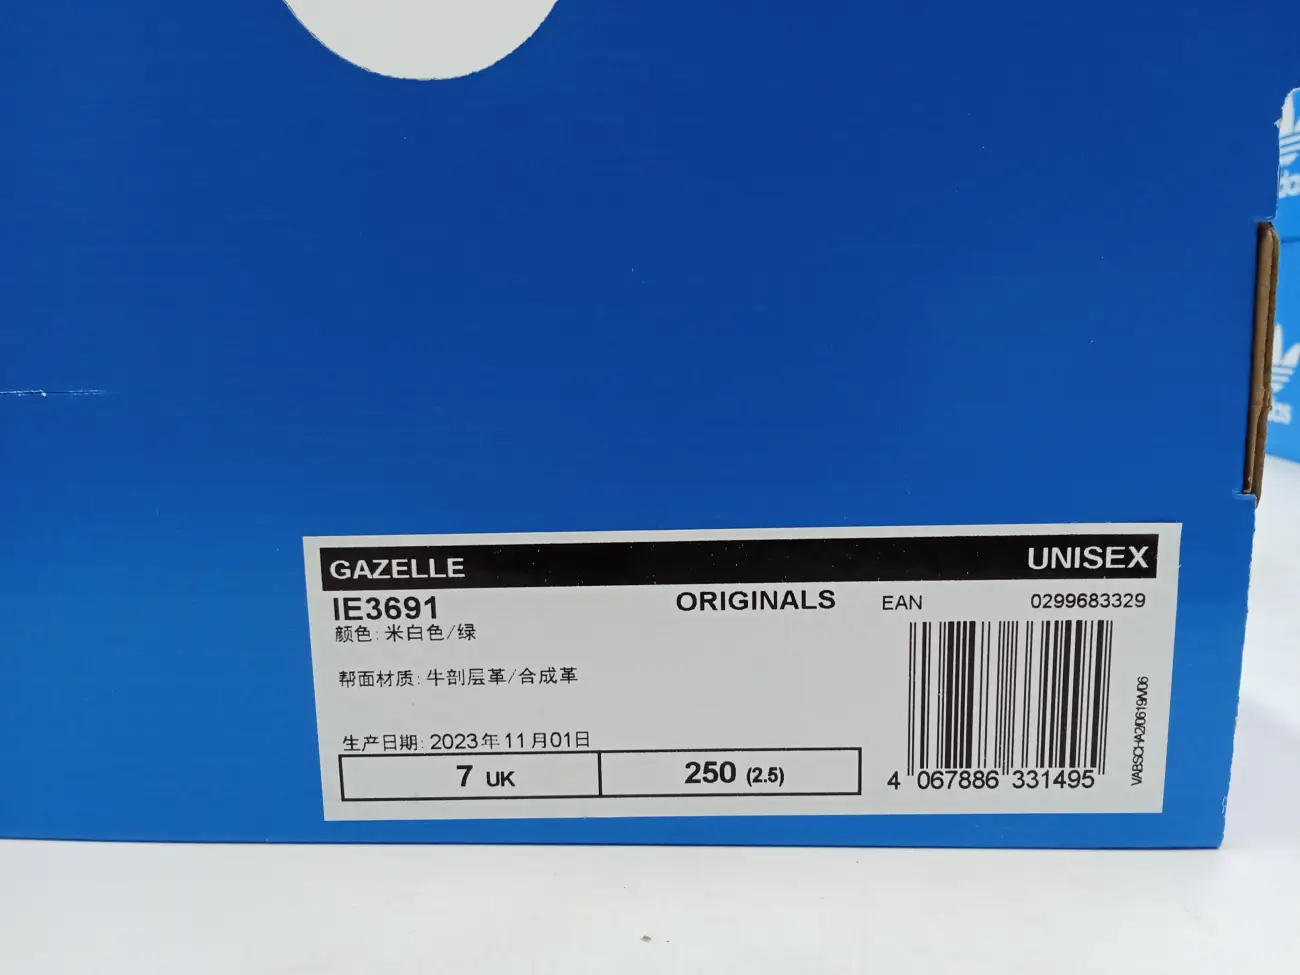 GAZELLE UNISEX
IE3691 ORIGINALS EAN 0299683329
颜色: 米白色/绿
帮面材质: 牛剖层革/合成革
生产日期: 2023年11月01日
7 UK 250 (2.5)
4 067886 331495